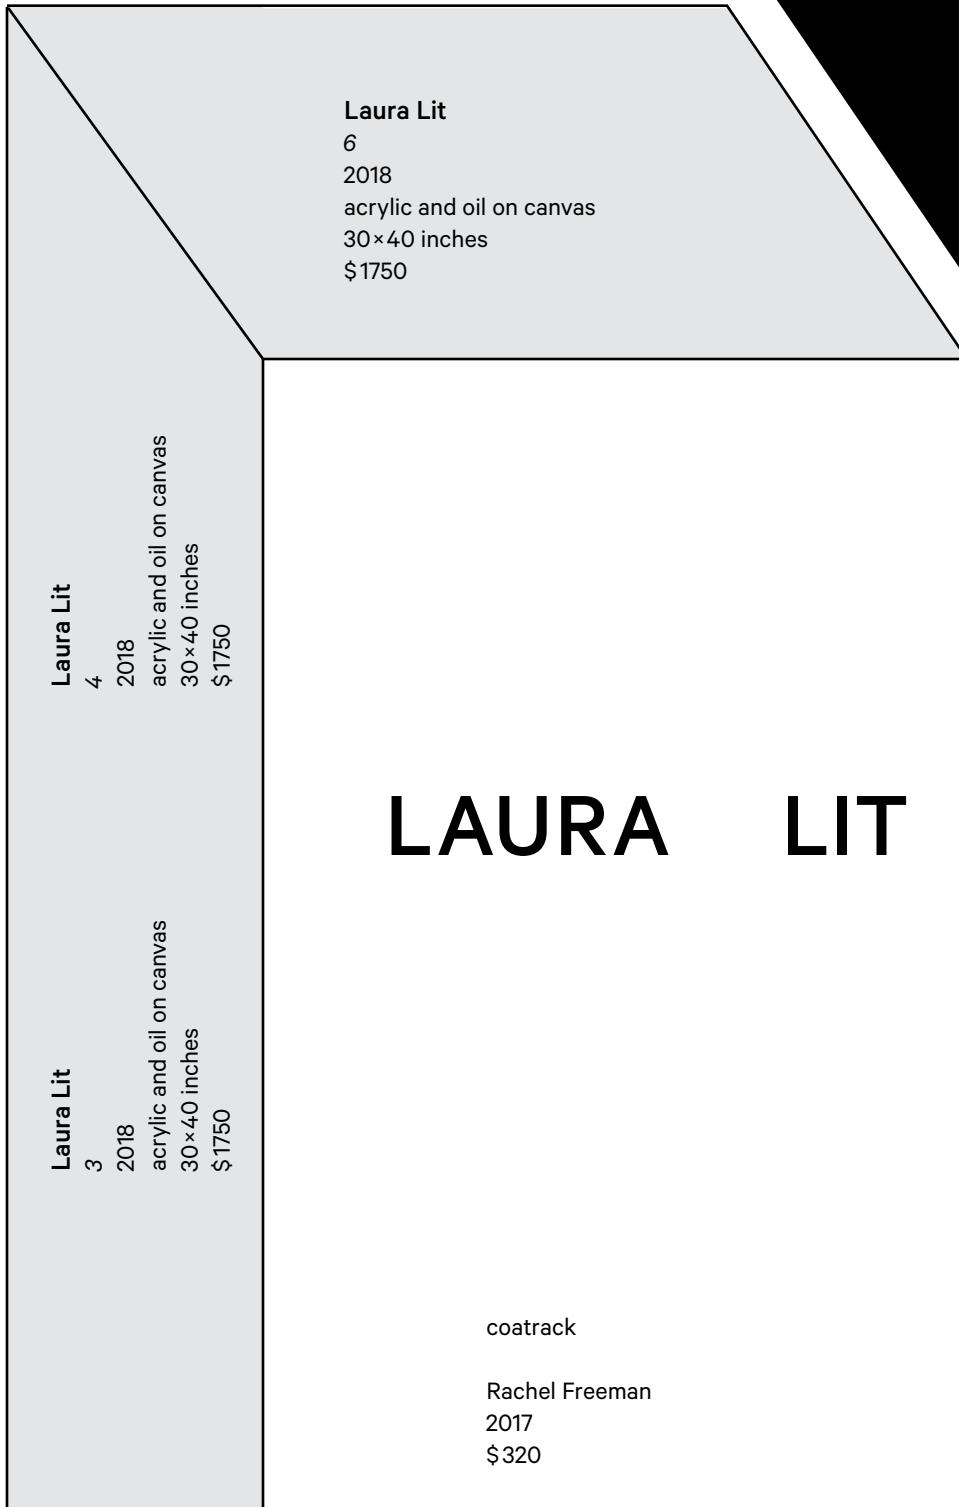 Laura Lit
6
2018
acrylic and oil on canvas
30×40 inches
$1750
Laura Lit
4
2018
acrylic and oil on canvas
30×40 inches
$1750
LAURA LIT
Laura Lit
3
2018
acrylic and oil on canvas
30×40 inches
$1750
coatrack
Rachel Freeman
2017
$320